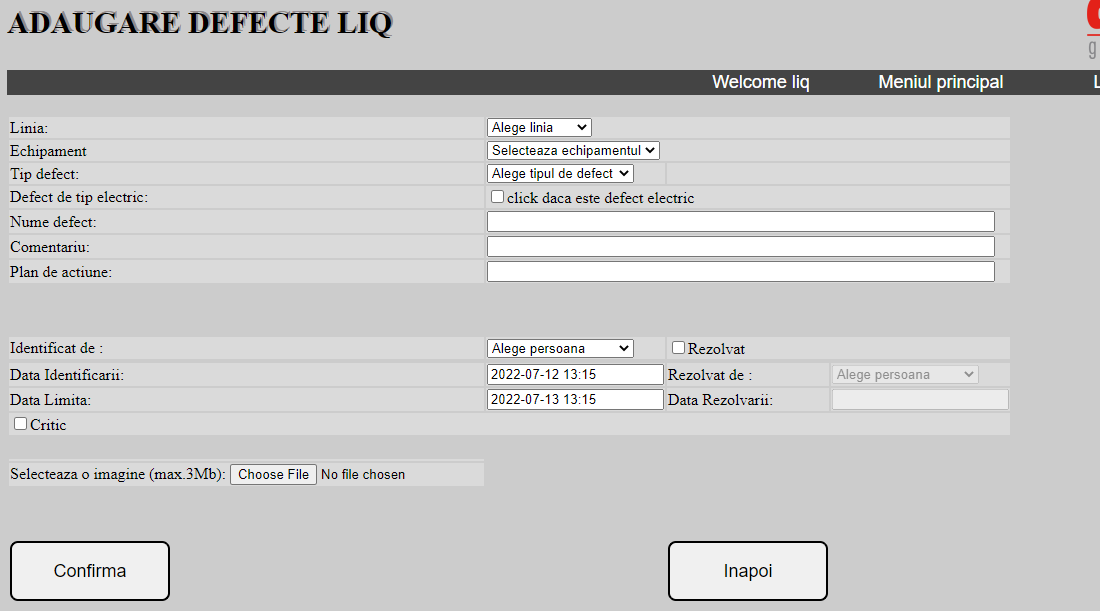 ADAUGARE DEFECTE LIQ
g
Welcome liq Meniul principal L
Linia: Alege linia
Echipament Selecteaza echipamentul
Tip defect: Alege tipul de defect
Defect de tip electric: click daca este defect electric
Nume defect:
Comentariu:
Plan de actiune:
Identificat de : Alege persoana Rezolvat
Data Identificarii: 2022-07-12 13:15 Rezolvat de : Alege persoana
Data Limita: 2022-07-13 13:15 Data Rezolvarii:
Critic
Selecteaza o imagine (max.3Mb): Choose File No file chosen
Confirma Inapoi